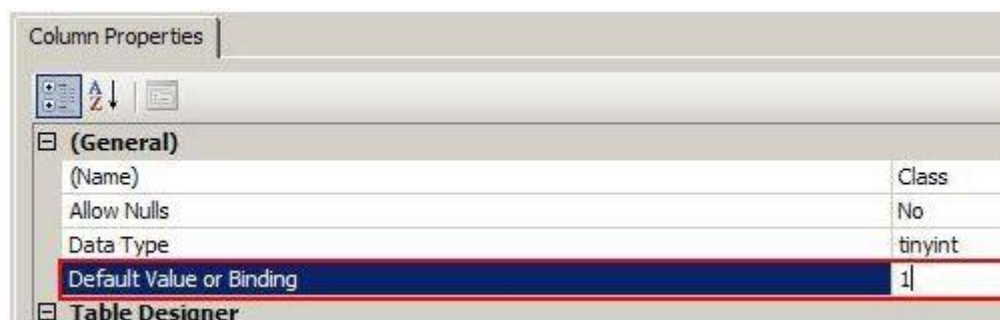 Column Properties
A
Z
(General)
(Name) Class
Allow Nulls No
Data Type tinyint
Default Value or Binding 1
Table Designer